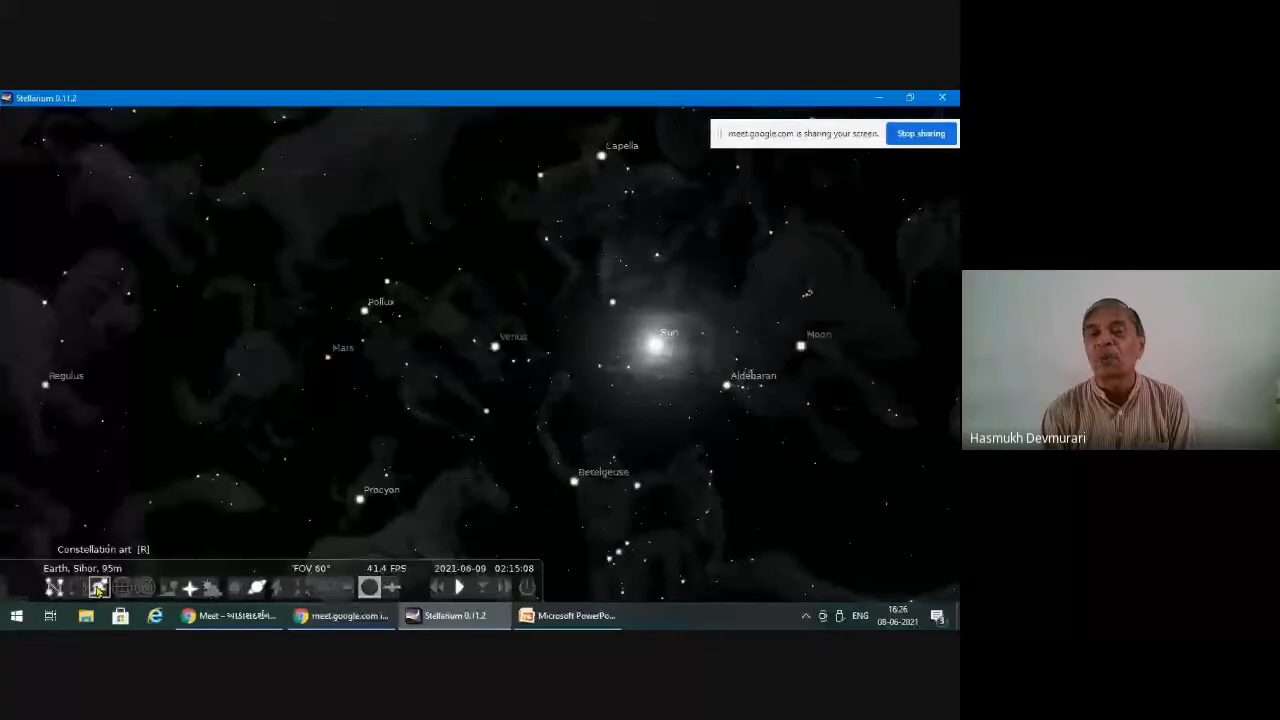 Stellarium 0.11.2
meet.google.com is sharing your screen.
Stop sharing
Capella
Pollux
Mars
Venus
Sun
Moon
Regulus
Aldebaran
Betelgeuse
Procyon
Hasmukh Devmurari
Constellation art [R]
Earth, Sihor, 95m
FOV 60°
41.4 FPS
2021-06-09 02:15:08
meet.google.com i...
Stellarium 0.11.2
Microsoft PowerPo...
ENG
16:26
08-06-2021